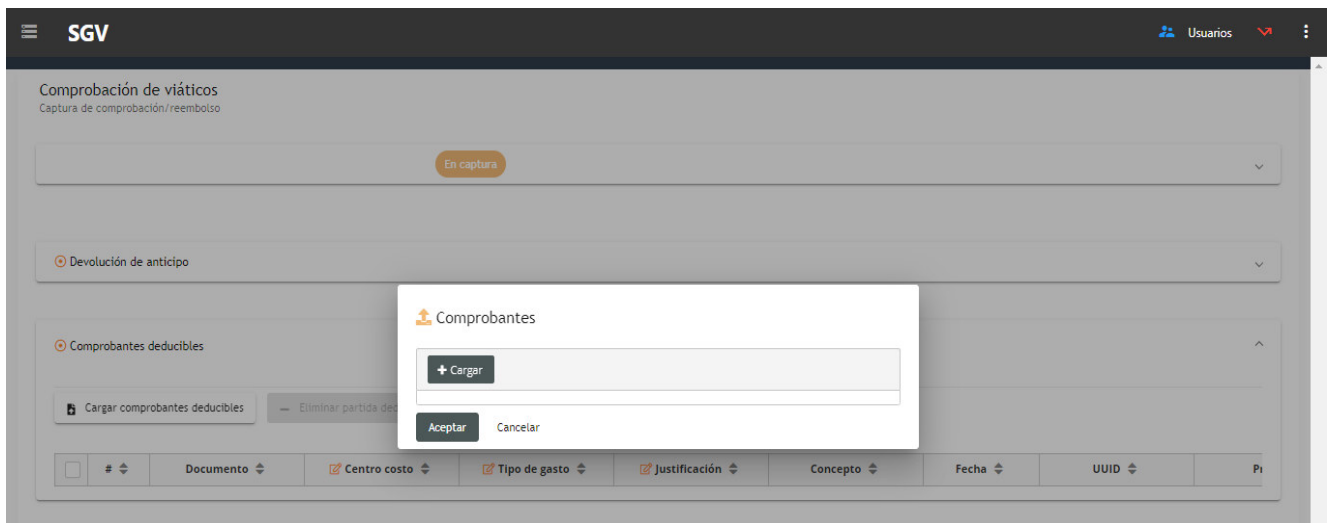 SGV
Usuarios
Comprobación de viáticos
Captura de comprobación/reembolso
En captura
Devolución de anticipo
Comprobantes
Comprobantes deducibles
+ Cargar
Cargar comprobantes deducibles
Eliminar partida ded
Aceptar Cancelar
# Documento Centro costo Tipo de gasto Justificación Concepto Fecha UUID